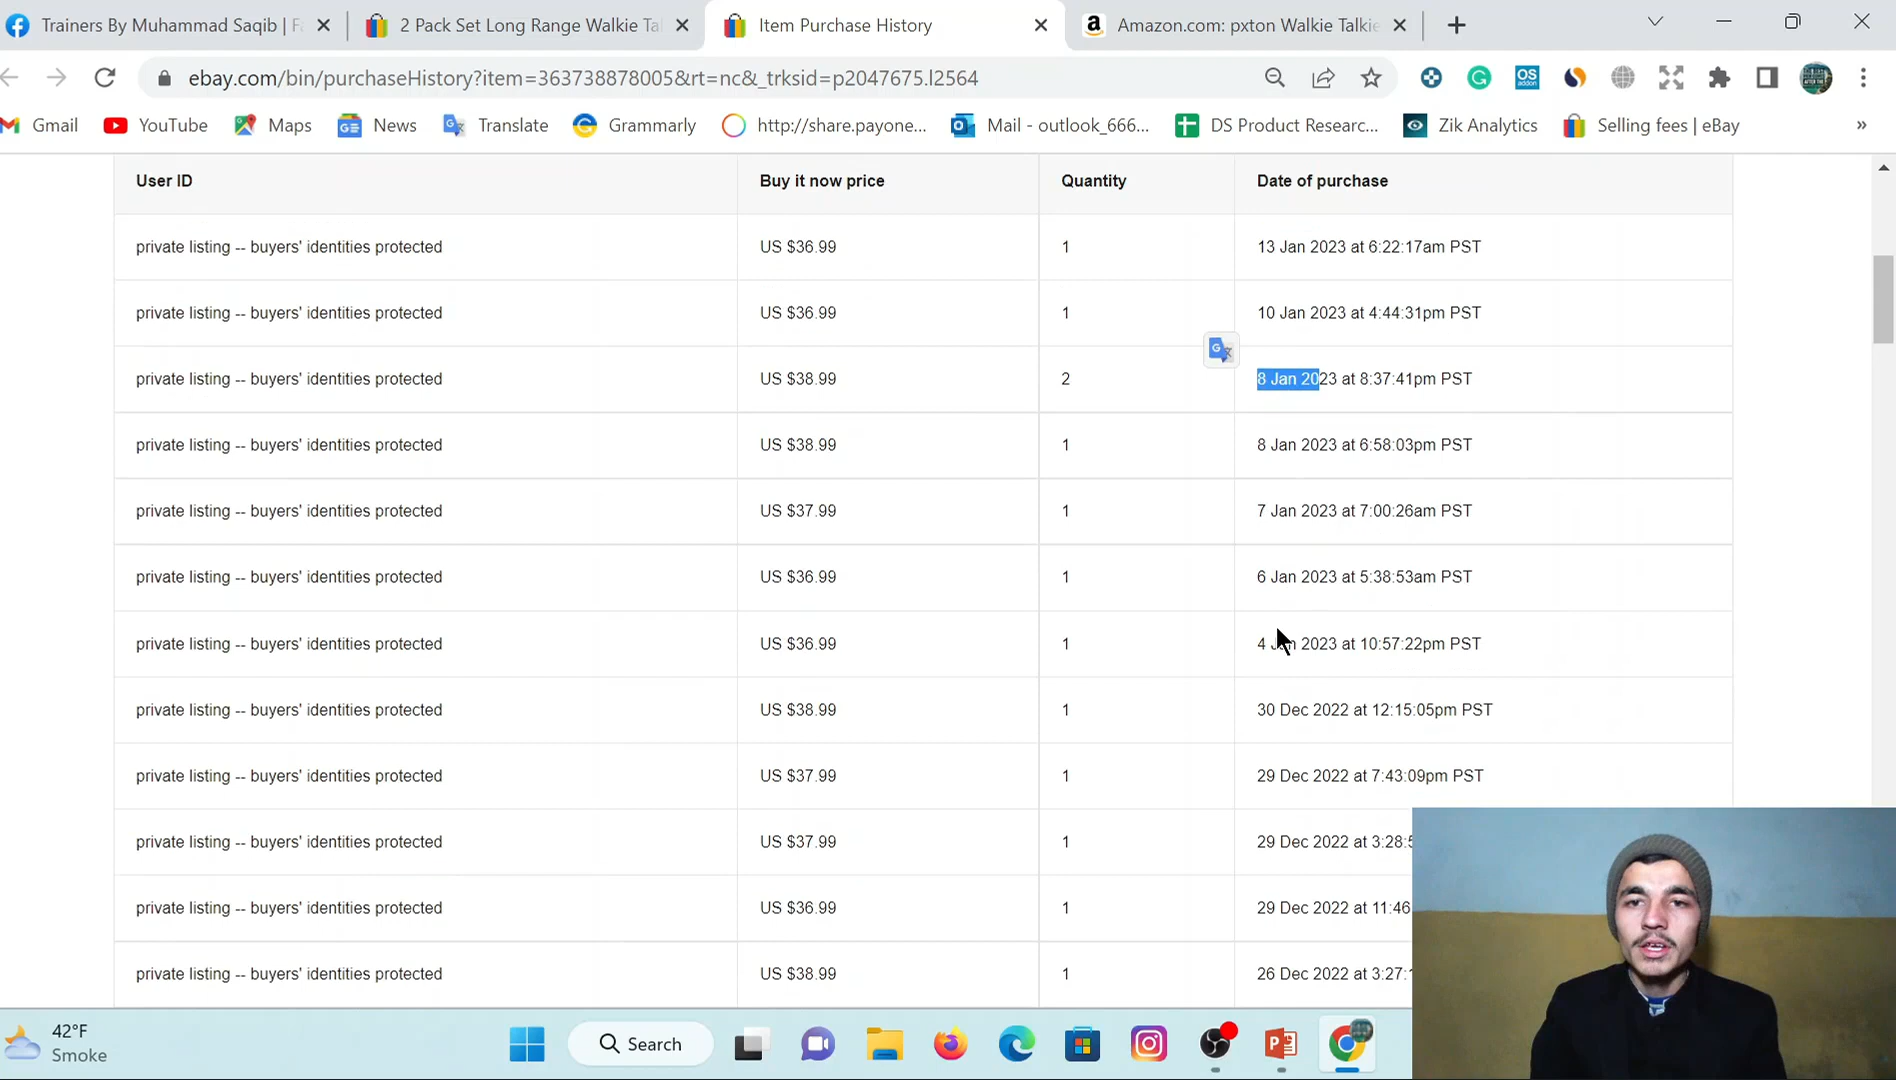 Trainers By Muhammad Saqib | F
2 Pack Set Long Range Walkie Ta
Item Purchase History
Amazon.com: pxton Walkie Talkie
ebay.com/bin/purchaseHistory?item=363738878005&rt=nc&_trksid=p2047675.l2564
Gmail
YouTube
Maps
News
Translate
Grammarly
http://share.payone...
Mail - outlook_666...
DS Product Researc...
Zik Analytics
Selling fees | eBay
»
User ID Buy it now price Quantity Date of purchase
private listing -- buyers' identities protected US $36.99 1 13 Jan 2023 at 6:22:17am PST
private listing -- buyers' identities protected US $36.99 1 10 Jan 2023 at 4:44:31pm PST
private listing -- buyers' identities protected US $38.99 2 8 Jan 2023 at 8:37:41pm PST
private listing -- buyers' identities protected US $38.99 1 8 Jan 2023 at 6:58:03pm PST
private listing -- buyers' identities protected US $37.99 1 7 Jan 2023 at 7:00:26am PST
private listing -- buyers' identities protected US $36.99 1 6 Jan 2023 at 5:38:53am PST
private listing -- buyers' identities protected US $36.99 1 4 Jan 2023 at 10:57:22pm PST
private listing -- buyers' identities protected US $38.99 1 30 Dec 2022 at 12:15:05pm PST
private listing -- buyers' identities protected US $37.99 1 29 Dec 2022 at 7:43:09pm PST
private listing -- buyers' identities protected US $37.99 1 29 Dec 2022 at 3:28:5
private listing -- buyers' identities protected US $36.99 1 29 Dec 2022 at 11:46
private listing -- buyers' identities protected US $38.99 1 26 Dec 2022 at 3:27:
42°F
Smoke
Search